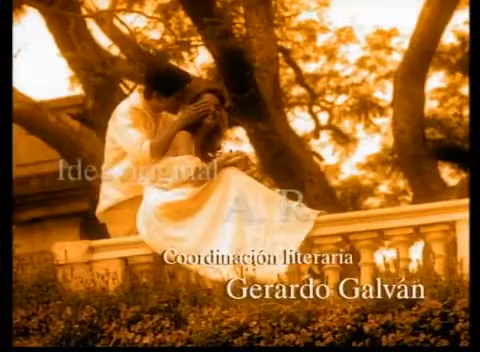 Coordinación literaria
Gerardo Galván
Idea original
A. R.